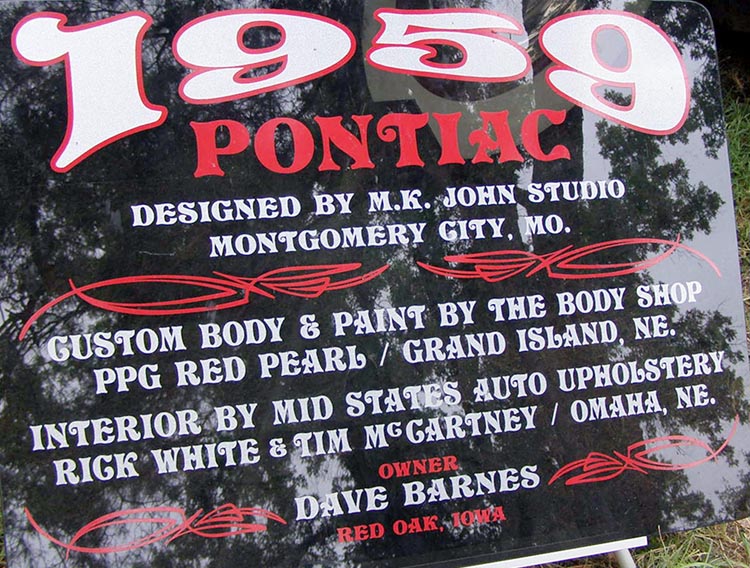 1959
PONTIAC
DESIGNED BY M.K. JOHN STUDIO
MONTGOMERY CITY, MO.
CUSTOM BODY & PAINT BY THE BODY SHOP
PPG RED PEARL / GRAND ISLAND, NE.
INTERIOR BY MID STATES AUTO UPHOLSTERY
RICK WHITE & TIM McCARTNEY / OMAHA, NE.
OWNER
DAVE BARNES
RED OAK, IOWA